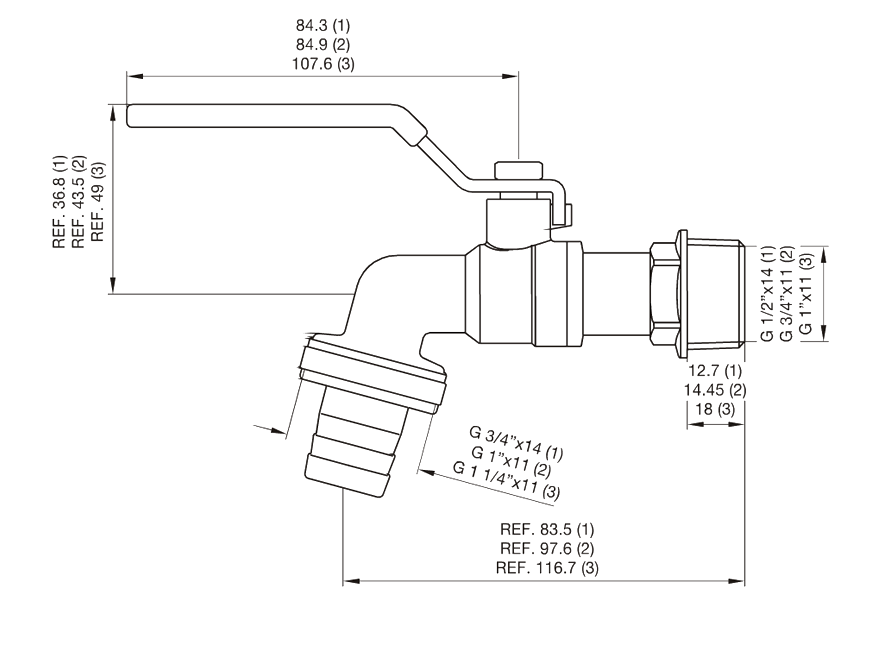 84.3 (1)
84.9 (2)
107.6 (3)
REF. 36.8 (1)
REF. 43.5 (2)
REF. 49 (3)
G 1/2"x14 (1)
G 3/4"x11 (2)
G 1"x11 (3)
12.7 (1)
14.45 (2)
18 (3)
G 3/4"x14 (1)
G 1"x11 (2)
G 1 1/4"x11 (3)
REF. 83.5 (1)
REF. 97.6 (2)
REF. 116.7 (3)